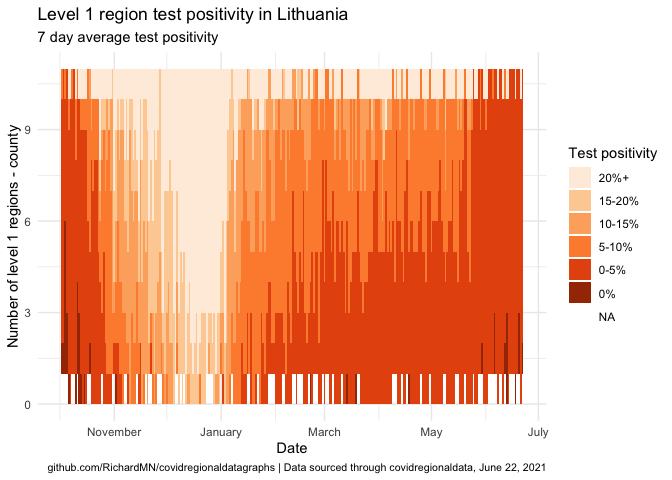 Level 1 region test positivity in Lithuania
7 day average test positivity
Number of level 1 regions - county
9
6
3
0
November
January
March
May
July
Date
Test positivity
20%+
15-20%
10-15%
5-10%
0-5%
0%
NA
github.com/RichardMN/covidregionaldatagraphs | Data sourced through covidregionaldata, June 22, 2021